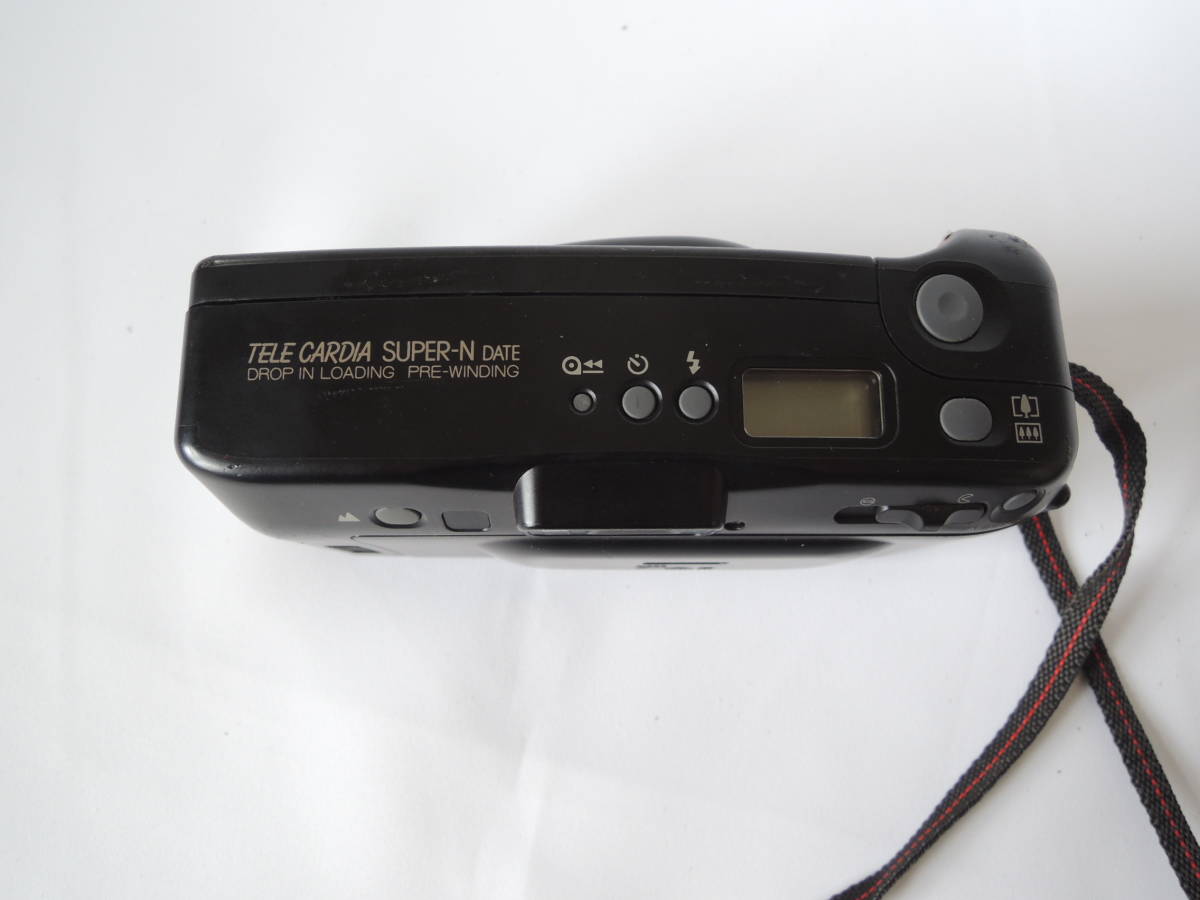 TELE CARDIA SUPER-N DATE
DROP IN LOADING PRE-WINDING